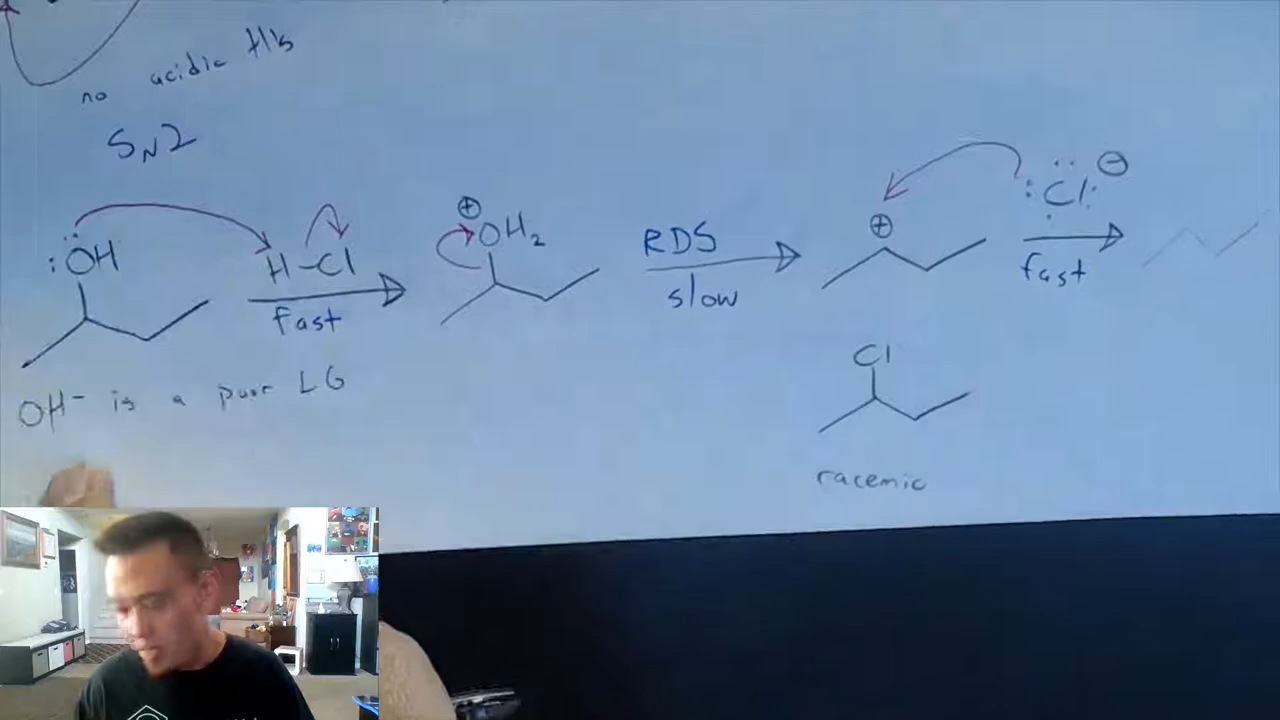 no acidic H's
SN2
:ÖH
H-Cl
fast
⊕
OH2
RDS
slow
⊕
:Cl: ⊖
fast
OH- is a poor LG
Cl
racemic